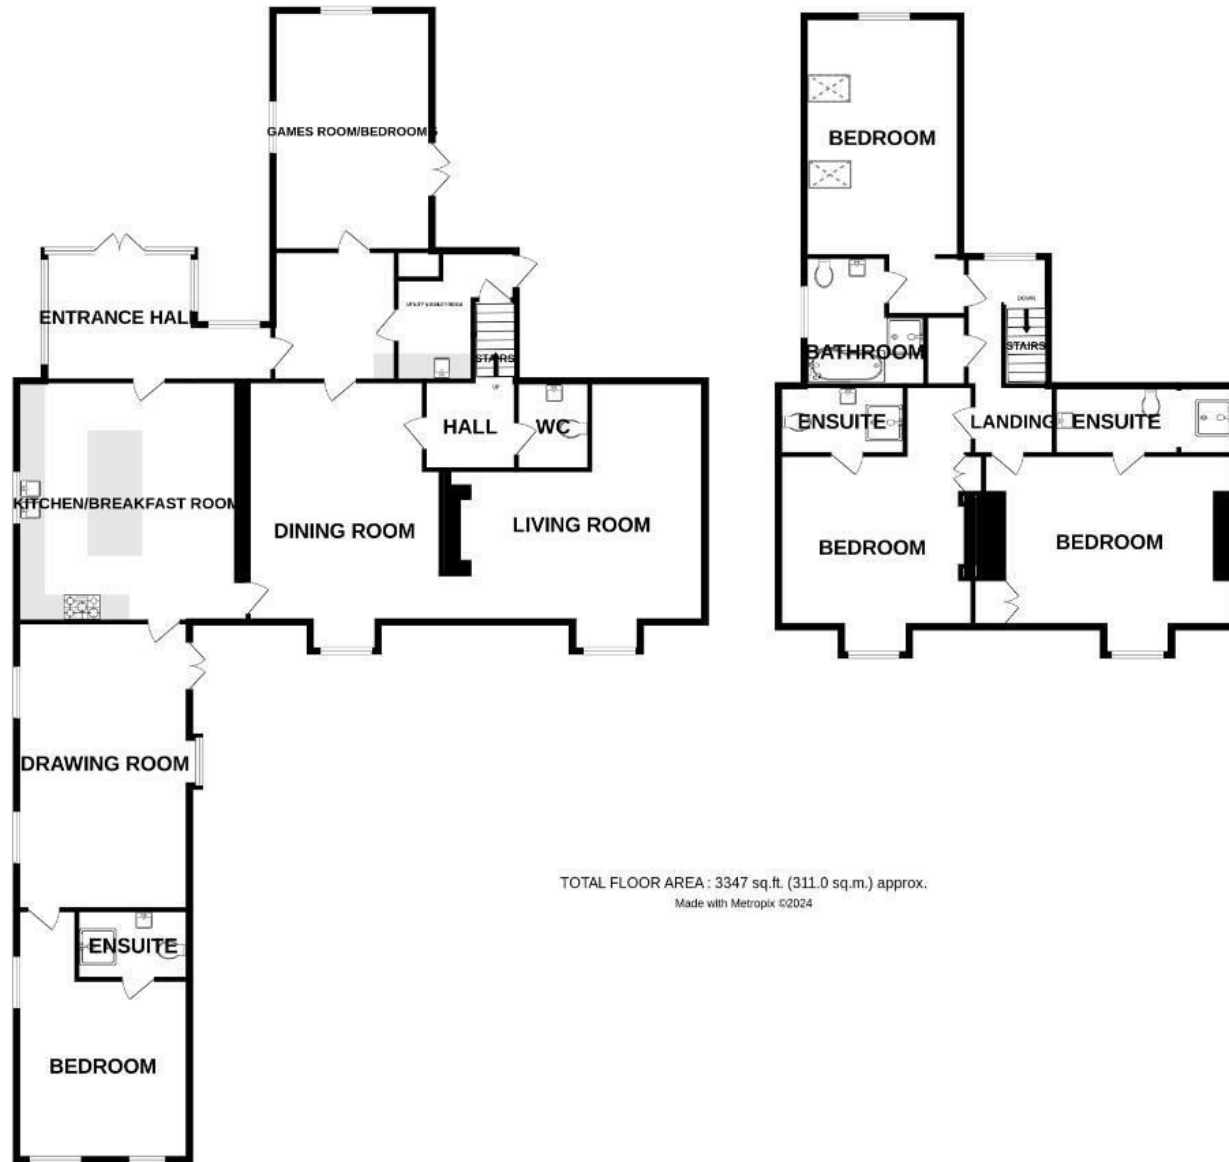 GAMES ROOM/BEDROOM 5
ENTRANCE HALL
STAIRS
UP
KITCHEN/BREAKFAST ROOM
DINING ROOM
HALL
WC
LIVING ROOM
DRAWING ROOM
ENSUITE
BEDROOM
BEDROOM
DOWN
STAIRS
BATHROOM
ENSUITE
LANDING
ENSUITE
BEDROOM
BEDROOM
TOTAL FLOOR AREA : 3347 sq.ft. (311.0 sq.m.) approx.
Made with Metropix ©2024